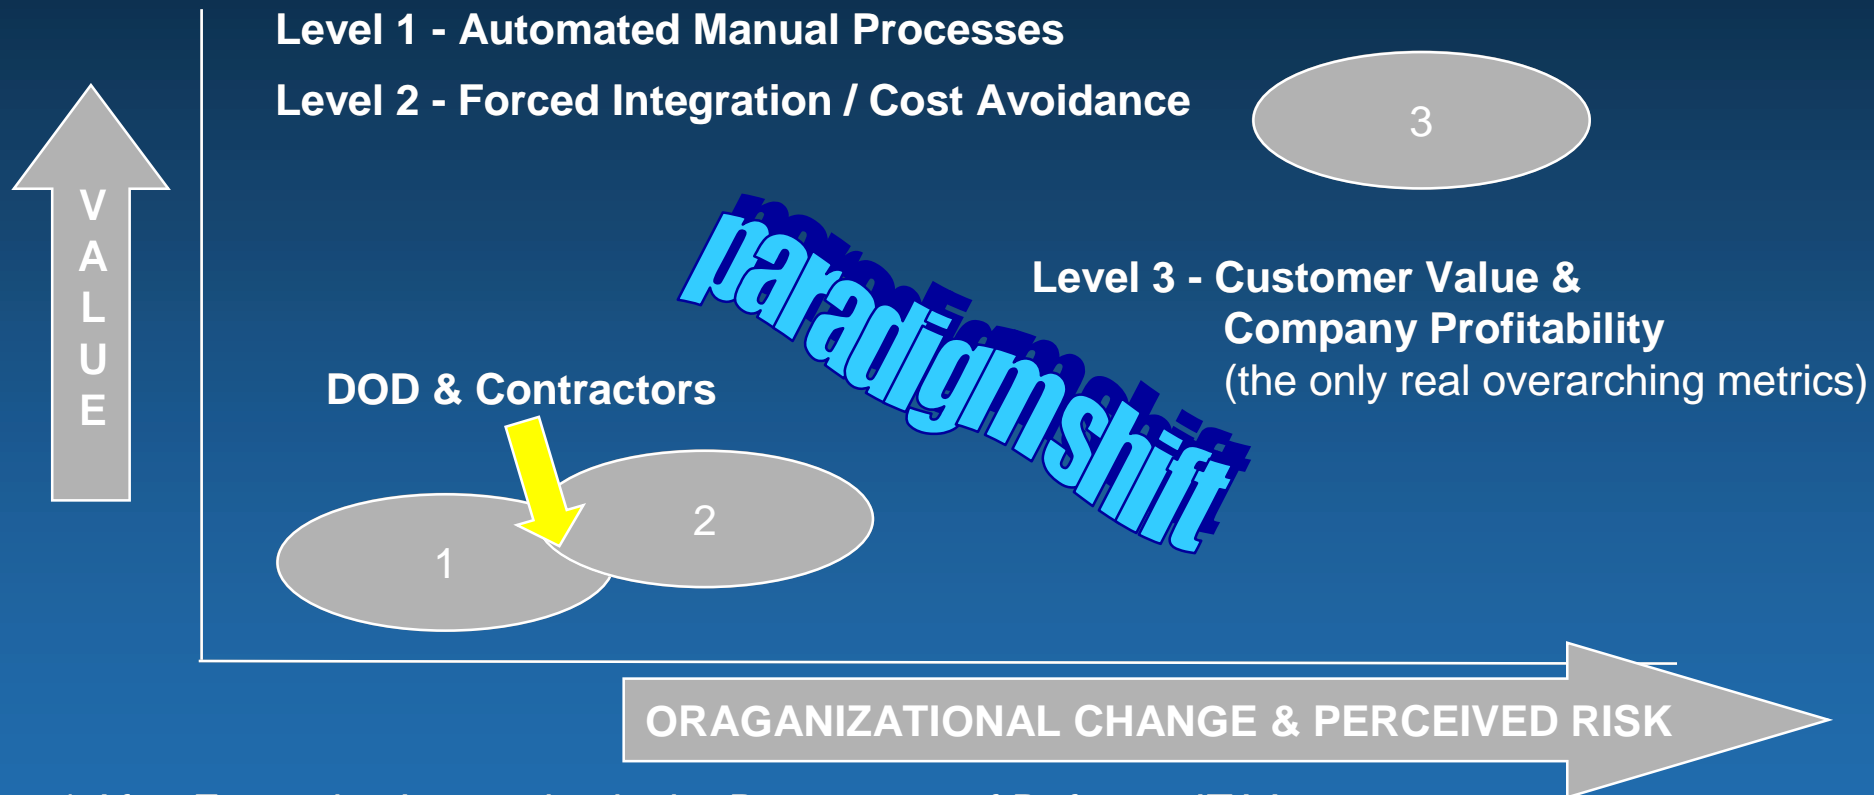 Level 1 - Automated Manual Processes
Level 2 - Forced Integration / Cost Avoidance
3
VALUE
paradigm shift
Level 3 - Customer Value &
Company Profitability
(the only real overarching metrics)
DOD & Contractors
2
1
ORAGANIZATIONAL CHANGE & PERCEIVED RISK